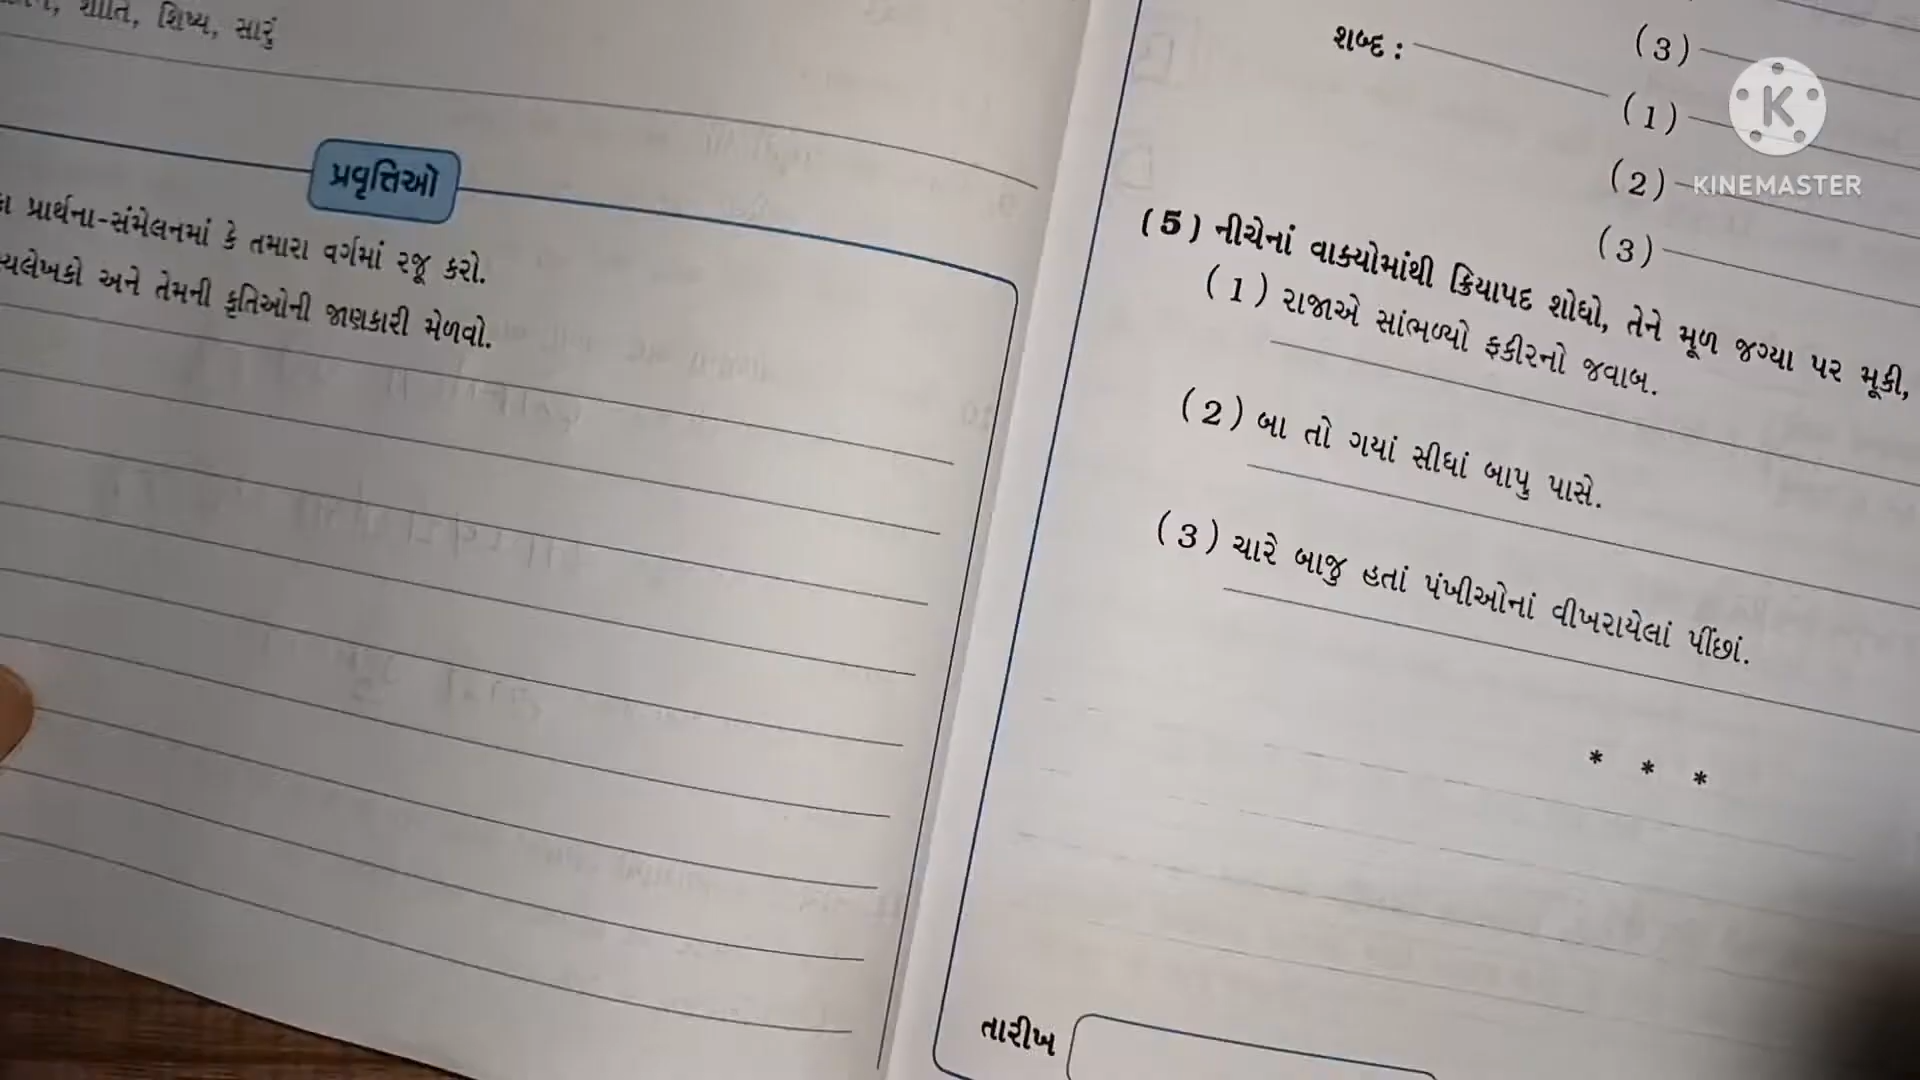 શાંતિ, શિષ્ય, સારું
પ્રવૃત્તિઓ
પ્રાર્થના-સંમેલનમાં કે તમારા વર્ગમાં રજૂ કરો.
અને તેમની કૃતિઓની જાણકારી મેળવો.
(3)
શબ્દ :
(1)
(2)
(3)
(5) નીચેનાં વાક્યોમાંથી ક્રિયાપદ શોધો, તેને મૂળ જગ્યા પર મૂકી,
(1) રાજાએ સાંભળ્યો ફકીરનો જવાબ.
(2) બા તો ગયાં સીધાં બાપુ પાસે.
(3) ચારે બાજુ હતાં પંખીઓનાં વીખરાયેલાં પીંછાં.
* * *
તારીખ
K
KINEMASTER